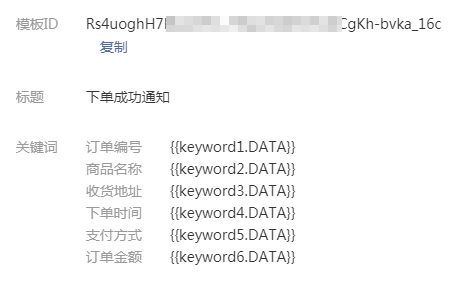 模板ID Rs4uoghH7 CgKh-bvka_16c
复制
标题 下单成功通知
关键词 订单编号 {{keyword1.DATA}}
商品名称 {{keyword2.DATA}}
收货地址 {{keyword3.DATA}}
下单时间 {{keyword4.DATA}}
支付方式 {{keyword5.DATA}}
订单金额 {{keyword6.DATA}}